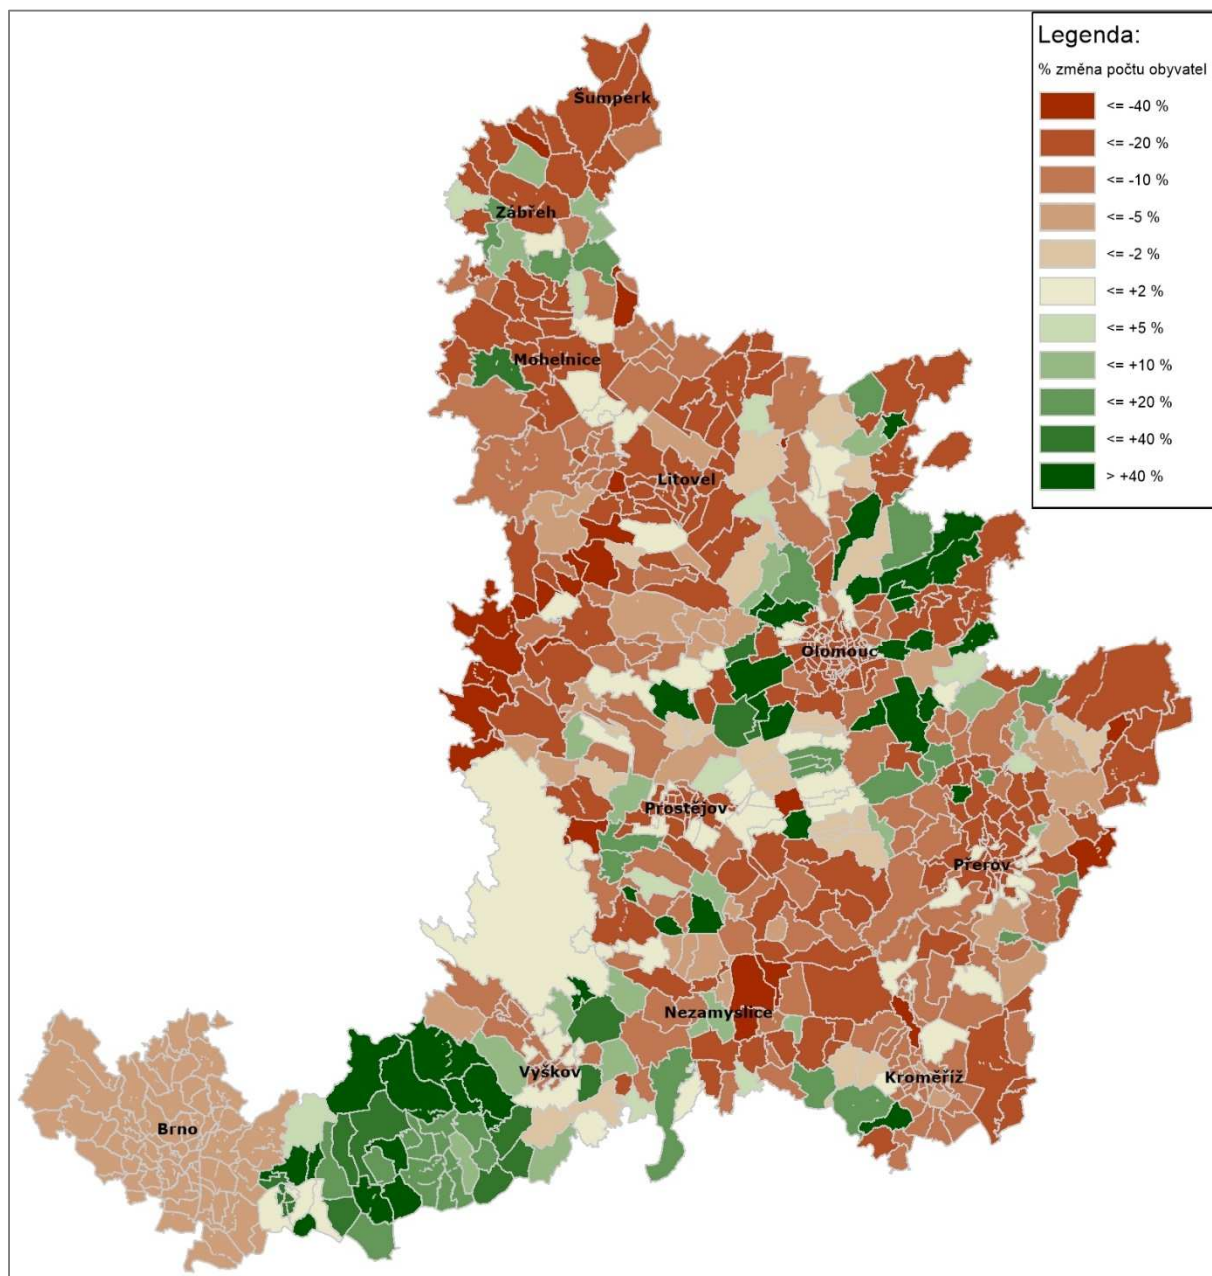 Legenda:
% změna počtu obyvatel
<= -40 %
<= -20 %
<= -10 %
<= -5 %
<= -2 %
<= +2 %
<= +5 %
<= +10 %
<= +20 %
<= +40 %
> +40 %
Šumperk
Zábřeh
Mohelnice
Litovel
Olomouc
Prostějov
Přerov
Nezamyslice
Vyškov
Kroměříž
Brno